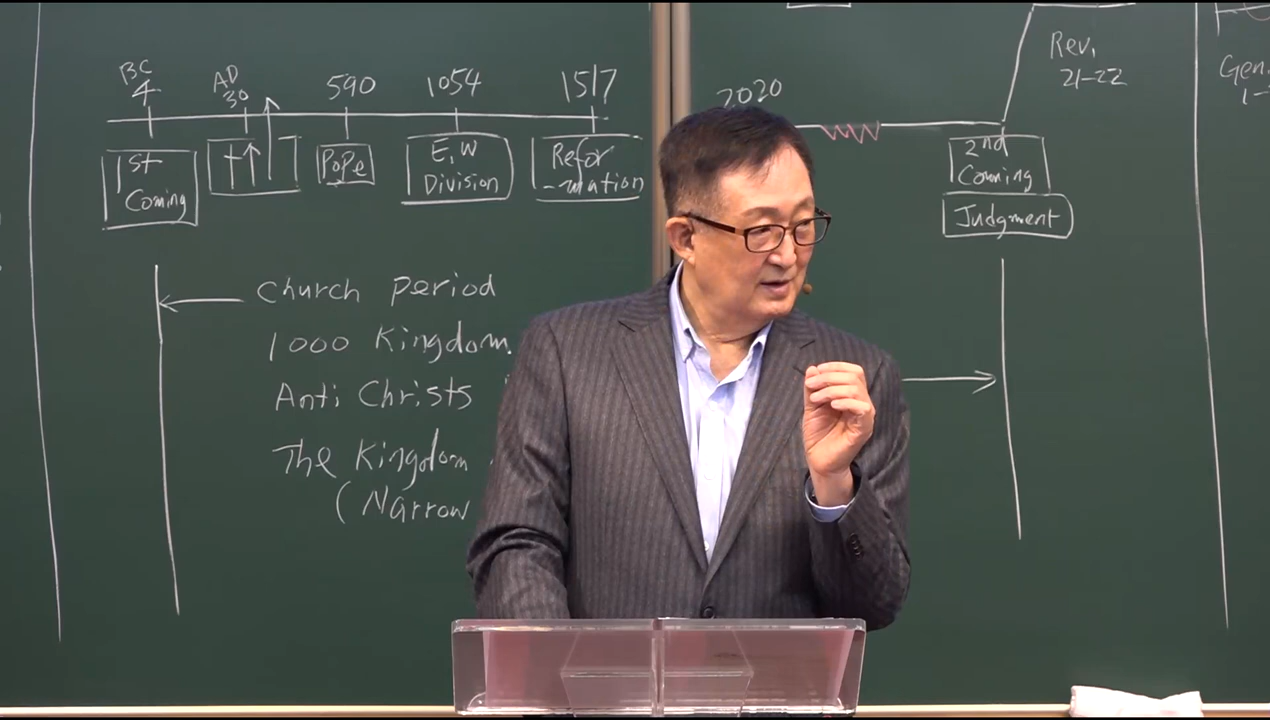 BC
4
AD
30
590
1054
1517
2020
1st
Coming
Pope
E, W
Division
Refor
-mation
2nd
Coming
Judgment
Rev.
21-22
Gen.
Church period
1000 Kingdom.
Anti Christs
The Kingdom
(Narrow